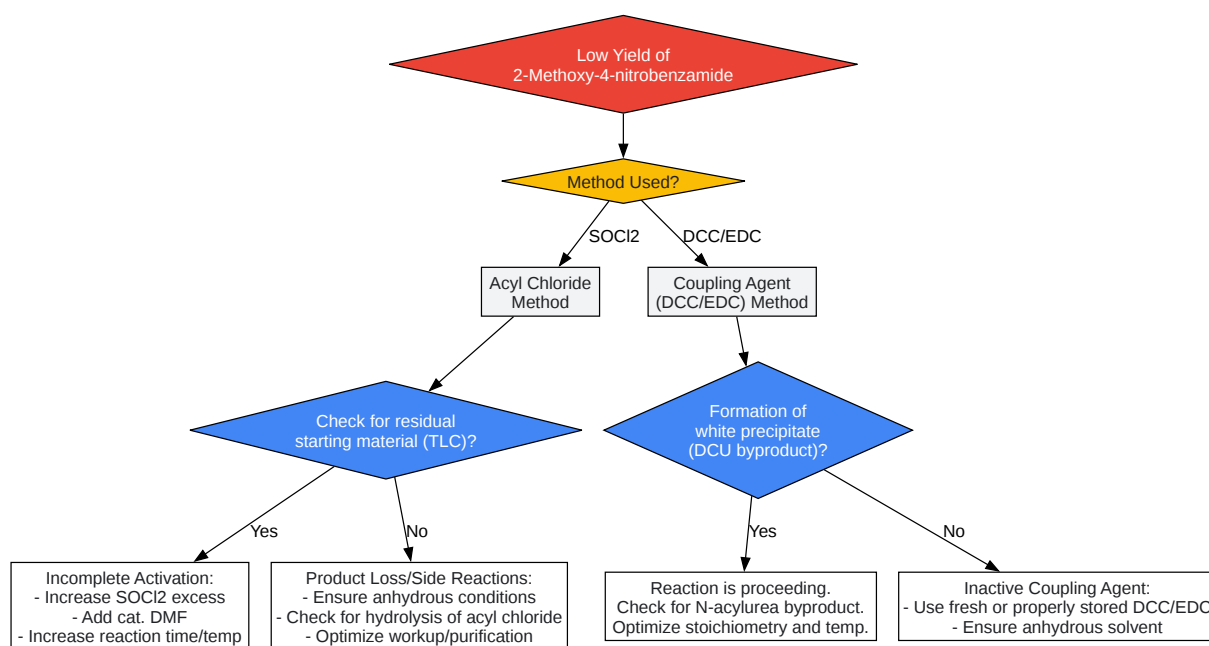 Low Yield of
2-Methoxy-4-nitrobenzamide
Method Used?
SOCl2
DCC/EDC
Acyl Chloride
Method
Coupling Agent
(DCC/EDC) Method
Check for residual
starting material (TLC)?
Formation of
white precipitate
(DCU byproduct)?
Yes
No
Yes
No
Incomplete Activation:
- Increase SOCl2 excess
- Add cat. DMF
- Increase reaction time/temp
Product Loss/Side Reactions:
- Ensure anhydrous conditions
- Check for hydrolysis of acyl chloride
- Optimize workup/purification
Reaction is proceeding.
Check for N-acylurea byproduct.
Optimize stoichiometry and temp.
Inactive Coupling Agent:
- Use fresh or properly stored DCC/EDC
- Ensure anhydrous solvent